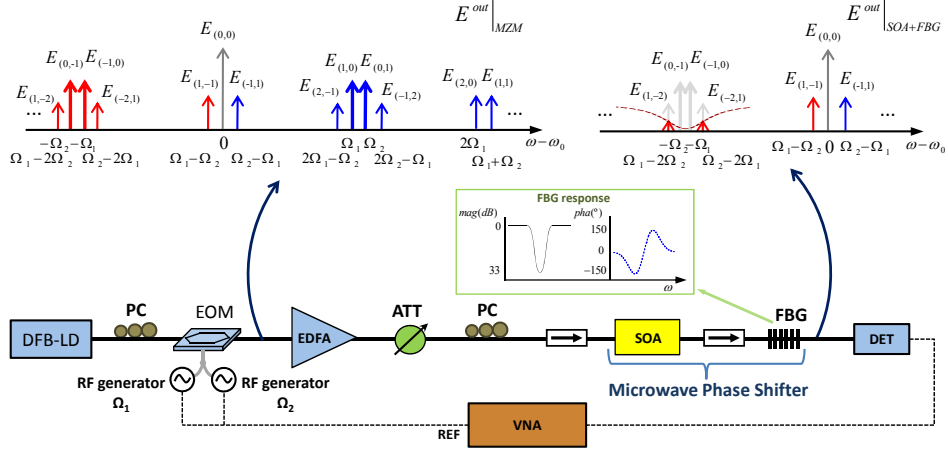 E^{out}|_{MZM}
E_{(0,0)}
E_{(0,-1)} E_{(-1,0)}
E_{(1,-2)} E_{(-2,1)}
E_{(1,-1)} E_{(-1,1)}
E_{(1,0)} E_{(0,1)}
E_{(2,-1)} E_{(-1,2)}
E_{(2,0)} E_{(1,1)}
... ...
-Ω_2 -Ω_1 0 Ω_1 Ω_2 2Ω_1 ω-ω_0
Ω_1-2Ω_2 Ω_2-2Ω_1 Ω_1-Ω_2 Ω_2-Ω_1 2Ω_1-Ω_2 2Ω_2-Ω_1 Ω_1+Ω_2
E^{out}|_{SOA+FBG}
E_{(0,0)}
E_{(0,-1)} E_{(-1,0)}
E_{(1,-2)} E_{(-2,1)}
E_{(1,-1)} E_{(-1,1)}
... ...
-Ω_2 -Ω_1 Ω_1-Ω_2 0 Ω_2-Ω_1 ω-ω_0
Ω_1-2Ω_2 Ω_2-2Ω_1
FBG response
mag(dB) pha(°)
0 150
0
33 -150
ω
PC
EOM
DFB-LD
EDFA
ATT
PC
SOA
FBG
DET
RF generator
Ω_1
RF generator
Ω_2
Microwave Phase Shifter
REF
VNA